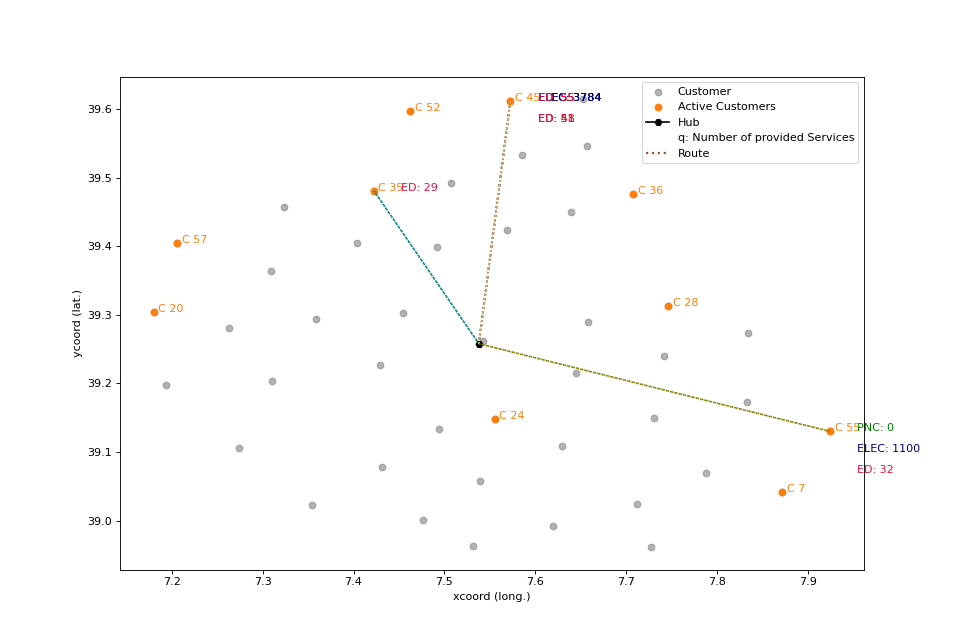 Customer
Active Customers
Hub
q: Number of provided Services
Route
C 52
C 45
ELEC: 3784
C 35 ED: 29
C 36
C 57
C 20
C 28
C 24
C 55 PNC: 0
ELEC: 1100
ED: 32
C 7
39.6
39.5
39.4
39.3
39.2
39.1
39.0
ycoord (lat.)
7.2 7.3 7.4 7.5 7.6 7.7 7.8 7.9
xcoord (long.)